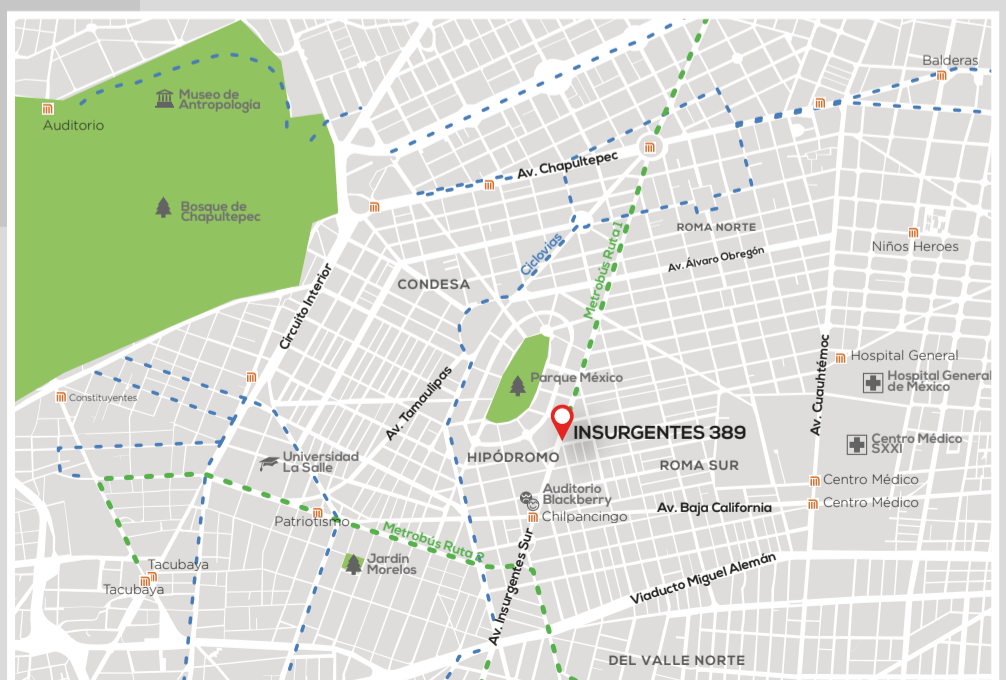 Balderas
Museo de
Antropología
Auditorio
Av. Chapultepec
Bosque de
Chapultepec
ROMA NORTE
Niños Heroes
Ciclovias
Metrobús Ruta 1
Av. Álvaro Obregón
CONDESA
Circuito Interior
Hospital General
Parque México
Hospital General
de México
Constituyentes
Av. Tamaulipas
Av. Cuauhtémoc
INSURGENTES 389
Centro Médico
SXXI
HIPÓDROMO
Universidad
La Salle
ROMA SUR
Centro Médico
Auditorio
Blackberry
Centro Médico
Av. Baja California
Chilpancingo
Patriotismo
Metrobús Ruta 2
Jardín
Morelos
Tacubaya
Tacubaya
Av. Insurgentes Sur
Viaducto Miguel Alemán
DEL VALLE NORTE